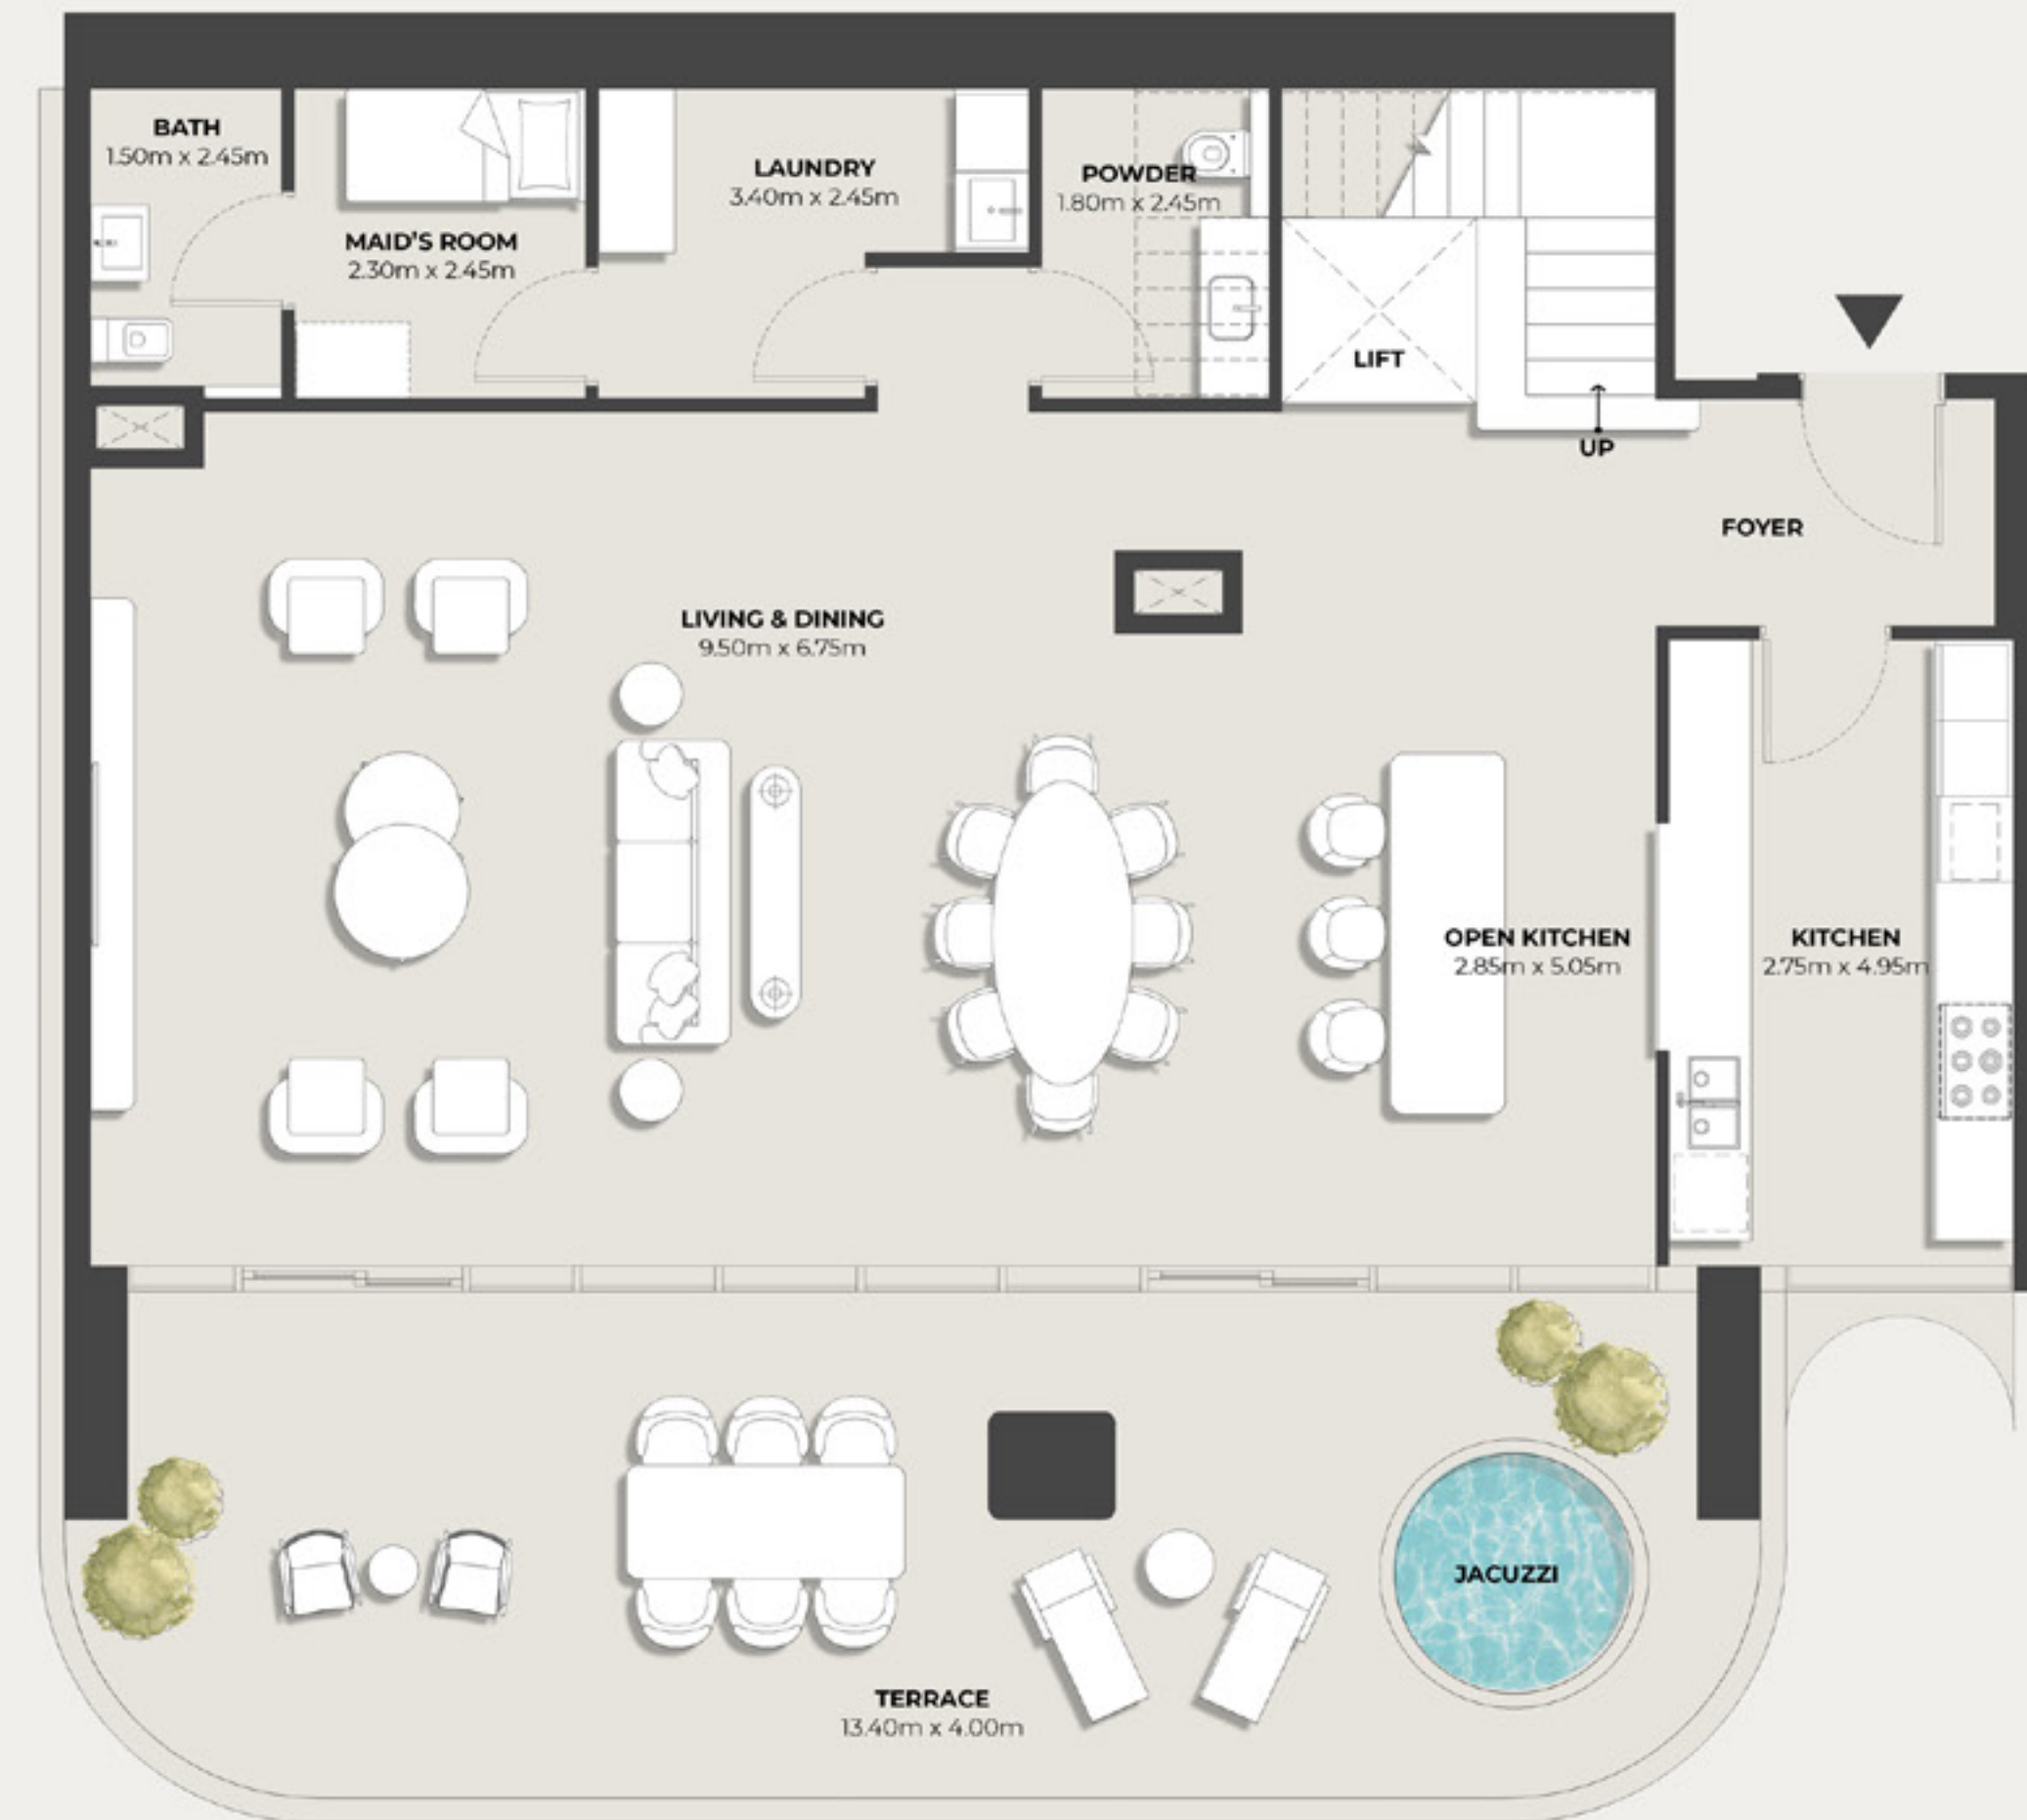 BATH
1.50m x 2.45m
LAUNDRY
3.40m x 2.45m
POWDER
1.80m x 2.45m
MAID'S ROOM
2.30m x 2.45m
LIFT
UP
FOYER
LIVING & DINING
9.50m x 6.75m
OPEN KITCHEN
2.85m x 5.05m
KITCHEN
2.75m x 4.95m
JACUZZI
TERRACE
13.40m x 4.00m